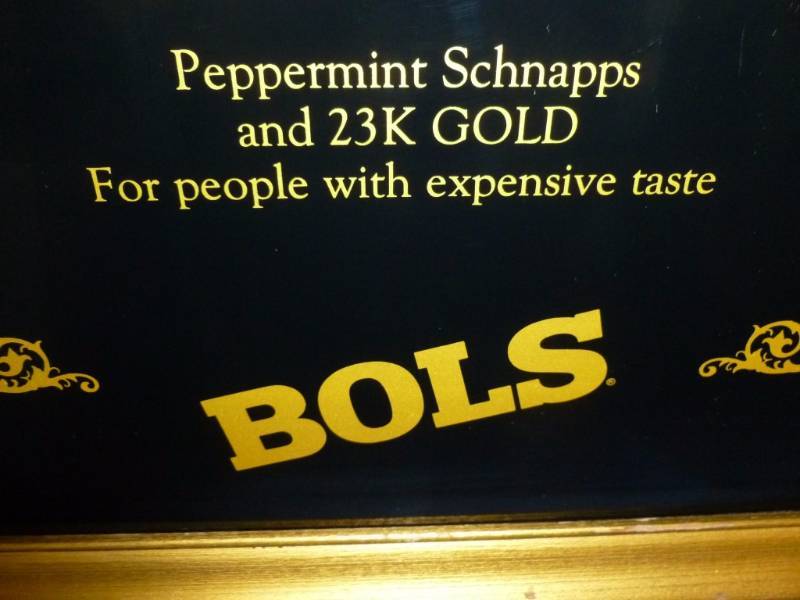 Peppermint Schnapps
and 23K GOLD
For people with expensive taste
BOLS®